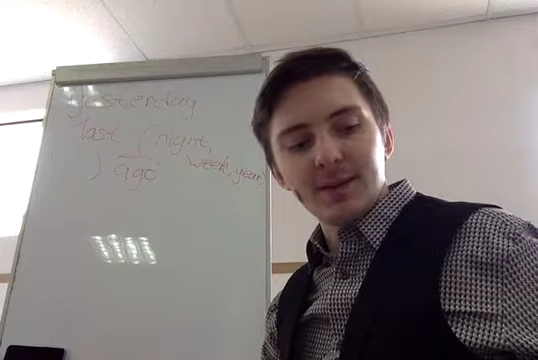 yesterday
last (night,
week, year)
) ago